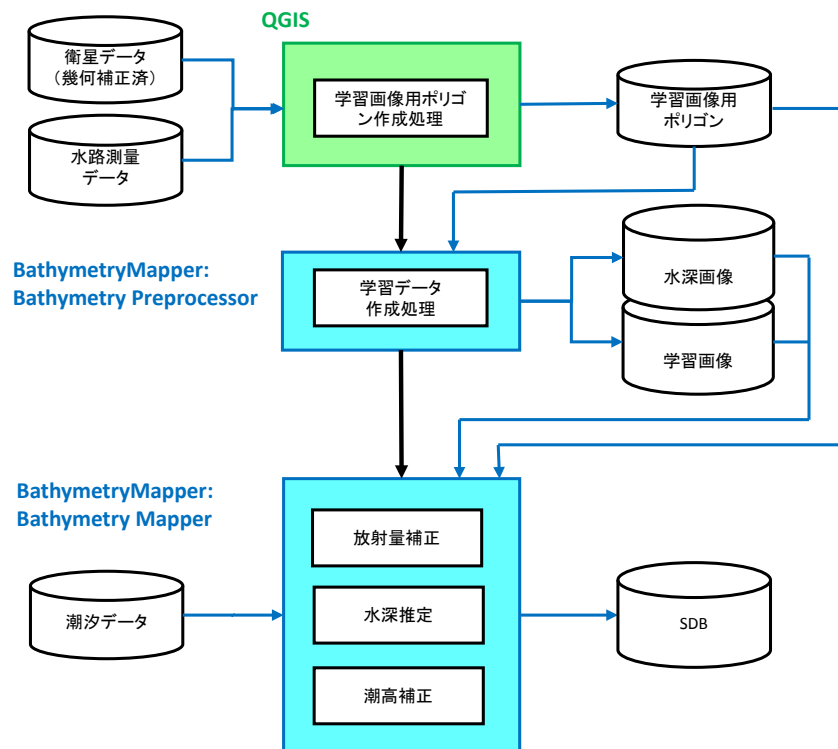 QGIS
衛星データ
（幾何補正済）
学習画像用ポリゴ
ン作成処理
学習画像用
ポリゴン
水路測量
データ
BathymetryMapper:
Bathymetry Preprocessor
学習データ
作成処理
水深画像
学習画像
BathymetryMapper:
Bathymetry Mapper
放射量補正
潮汐データ
水深推定
SDB
潮高補正